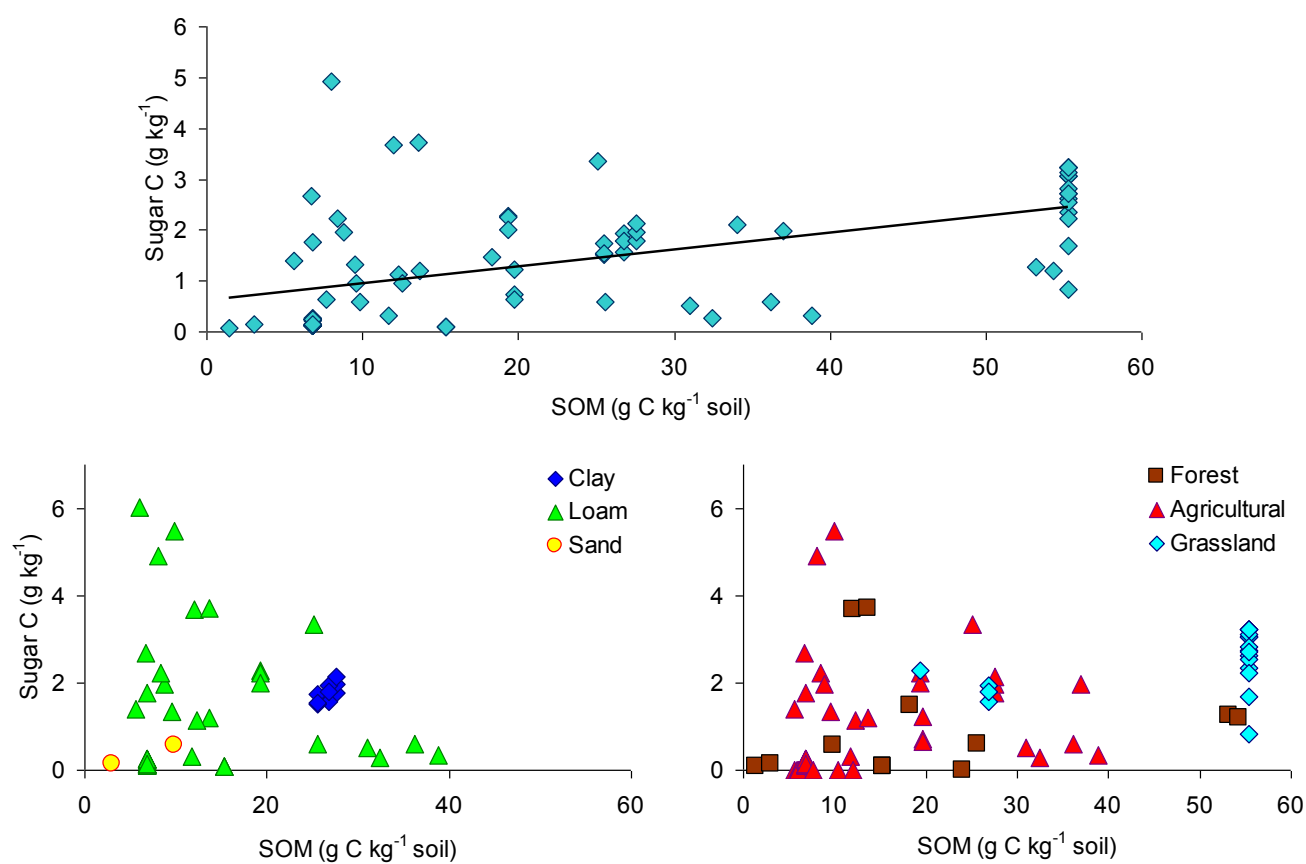 6
5
4
3
2
1
0
Sugar C (g kg⁻¹)
0 10 20 30 40 50 60
SOM (g C kg⁻¹ soil)
6
4
2
0
Sugar C (g kg⁻¹)
0 20 40 60
SOM (g C kg⁻¹ soil)
Clay
Loam
Sand
6
4
2
0
0 10 20 30 40 50 60
SOM (g C kg⁻¹ soil)
Forest
Agricultural
Grassland